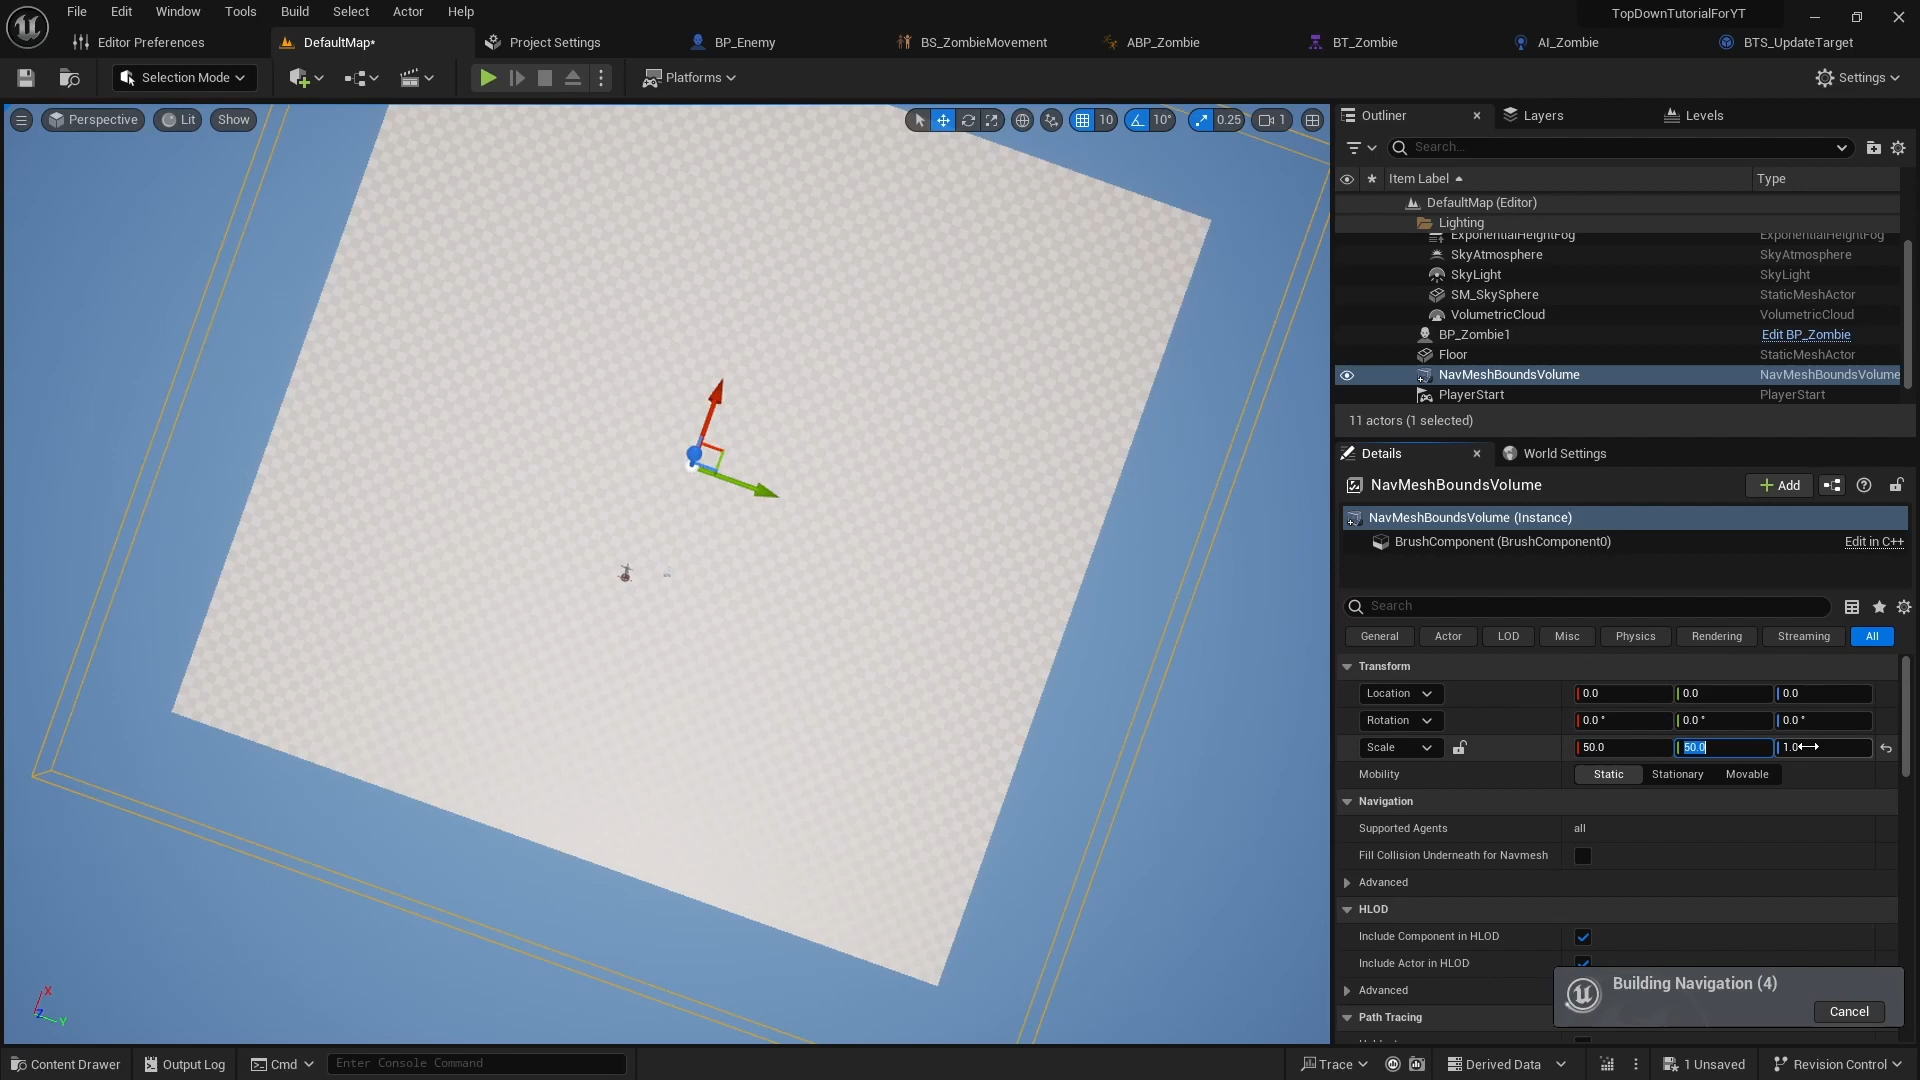 File Edit Window Tools Build Select Actor Help
TopDownTutorialForYT
Editor Preferences DefaultMap* Project Settings BP_Enemy BS_ZombieMovement ABP_Zombie BT_Zombie AI_Zombie BTS_UpdateTarget
Selection Mode Platforms Settings
Perspective Lit Show 10 10° 0.25 1
Outliner Layers Levels
Search...
Item Label Type
DefaultMap (Editor)
Lighting
ExponentialHeightFog ExponentialHeightFog
SkyAtmosphere SkyAtmosphere
SkyLight SkyLight
SM_SkySphere StaticMeshActor
VolumetricCloud VolumetricCloud
BP_Zombie1 Edit BP_Zombie
Floor StaticMeshActor
NavMeshBoundsVolume NavMeshBoundsVolume
PlayerStart PlayerStart
11 actors (1 selected)
Details World Settings
NavMeshBoundsVolume Add
NavMeshBoundsVolume (Instance)
BrushComponent (BrushComponent0) Edit in C++
Search
General Actor LOD Misc Physics Rendering Streaming All
Transform
Location 0.0 0.0 0.0
Rotation 0.0 ° 0.0 ° 0.0 °
Scale 50.0 50.0 1.0
Mobility Static Stationary Movable
Navigation
Supported Agents all
Fill Collision Underneath for Navmesh
Advanced
HLOD
Include Component in HLOD
Include Actor in HLOD
Advanced
Path Tracing
Building Navigation (4)
Cancel
X
Z
Y
Content Drawer Output Log Cmd Enter Console Command Trace Derived Data 1 Unsaved Revision Control